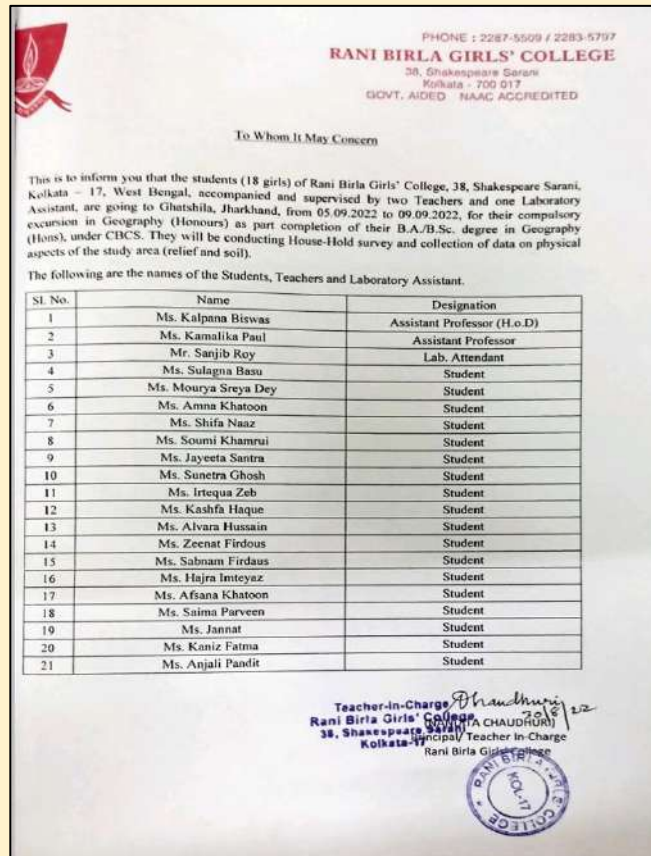 PHONE : 2287-5509 / 2283-5797
RANI BIRLA GIRLS' COLLEGE
38, Shakespeare Sarani
Kolkata - 700 017
GOVT. AIDED NAAC ACCREDITED
To Whom It May Concern
This is to inform you that the students (18 girls) of Rani Birla Girls' College, 38, Shakespeare Sarani,
Kolkata – 17, West Bengal, accompanied and supervised by two Teachers and one Laboratory
Assistant, are going to Ghatshila, Jharkhand, from 05.09.2022 to 09.09.2022, for their compulsory
excursion in Geography (Honours) as part completion of their B.A./B.Sc. degree in Geography
(Hons), under CBCS. They will be conducting House-Hold survey and collection of data on physical
aspects of the study area (relief and soil).
The following are the names of the Students, Teachers and Laboratory Assistant.
Sl. No. Name Designation
1 Ms. Kalpana Biswas Assistant Professor (H.o.D)
2 Ms. Kamalika Paul Assistant Professor
3 Mr. Sanjib Roy Lab. Attendant
4 Ms. Sulagna Basu Student
5 Ms. Mourya Sreya Dey Student
6 Ms. Amna Khatoon Student
7 Ms. Shifa Naaz Student
8 Ms. Soumi Khamrui Student
9 Ms. Jayeeta Santra Student
10 Ms. Sunetra Ghosh Student
11 Ms. Irtequa Zeb Student
12 Ms. Kashfa Haque Student
13 Ms. Alvara Hussain Student
14 Ms. Zeenat Firdous Student
15 Ms. Sabnam Firdaus Student
16 Ms. Hajra Imteyaz Student
17 Ms. Afsana Khatoon Student
18 Ms. Saima Parveen Student
19 Ms. Jannat Student
20 Ms. Kaniz Fatma Student
21 Ms. Anjali Pandit Student
Teacher-in-Charge
Rani Birla Girls' College
38, Shakespeare Sarani
Kolkata-17
(NANDITA CHAUDHURI)
Principal/ Teacher In-Charge
Rani Birla Girls' College
RANI BIRLA GIRLS' COLLEGE
KOL-17